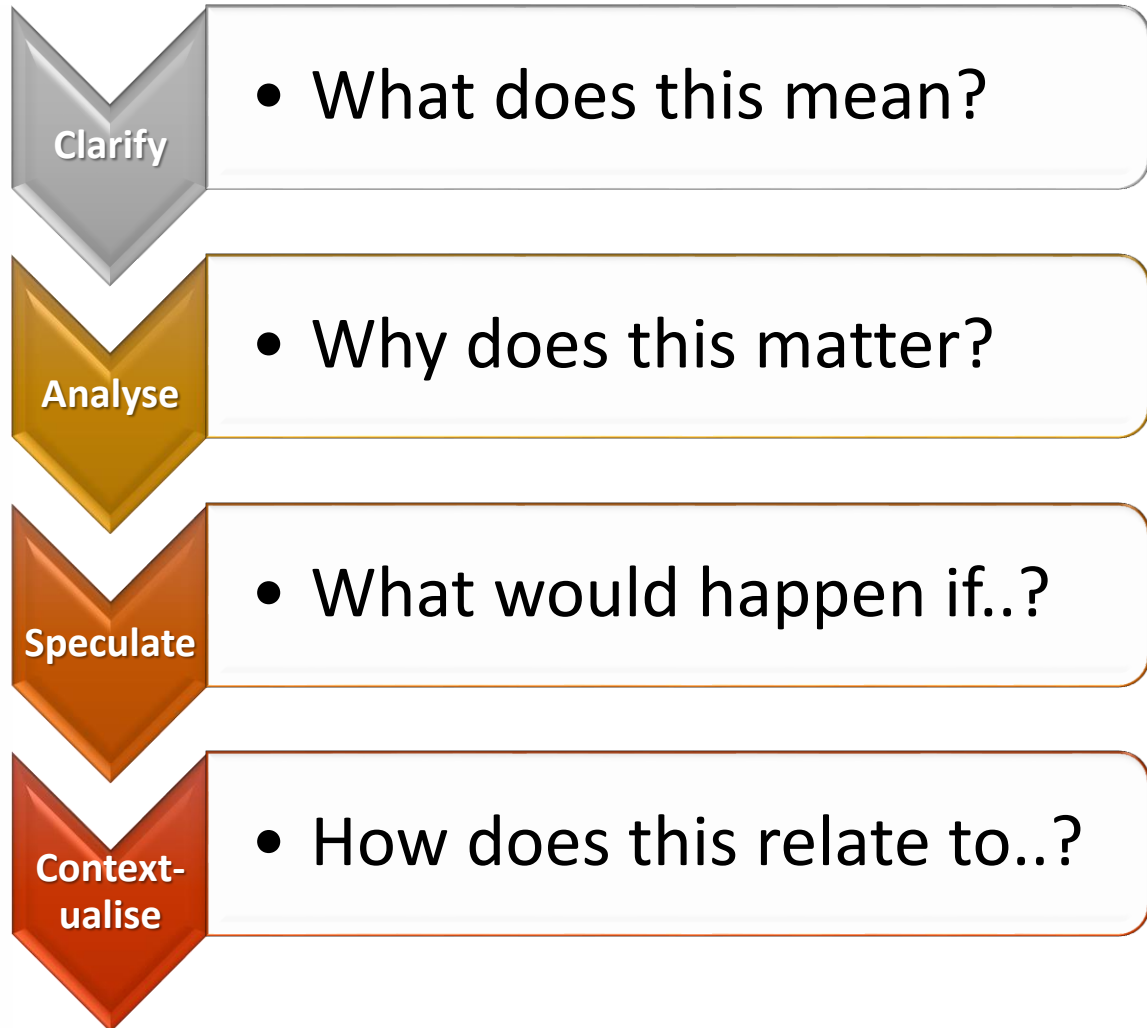 Clarify
• What does this mean?
Analyse
• Why does this matter?
Speculate
• What would happen if..?
Context-
ualise
• How does this relate to..?